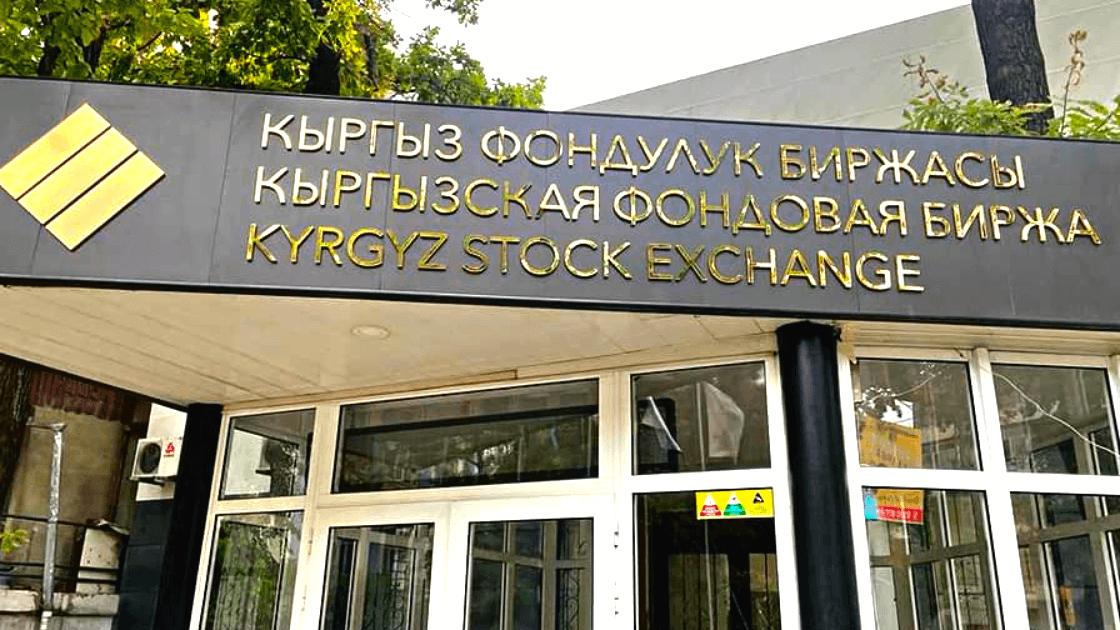 КЫРГЫЗ ФОНДУЛУК БИРЖАСЫ
КЫРГЫЗСКАЯ ФОНДОВАЯ БИРЖА
KYRGYZ STOCK EXCHANGE